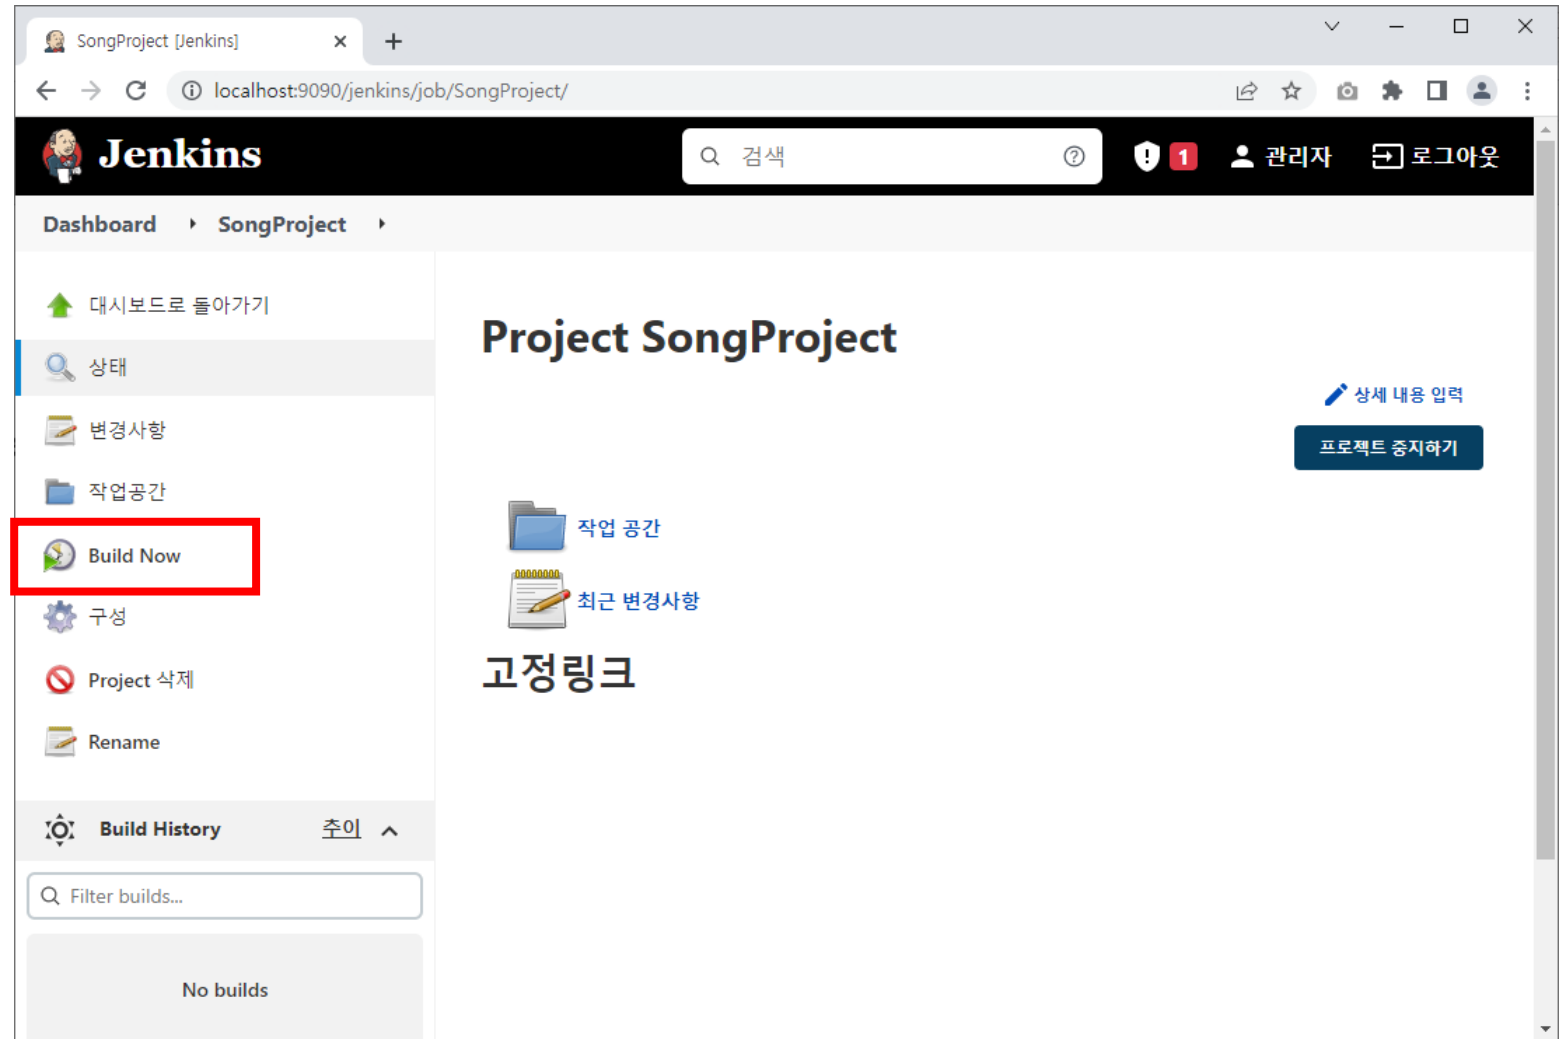 SongProject [Jenkins]
localhost:9090/jenkins/job/SongProject/
Jenkins
검색
1
관리자
로그아웃
Dashboard
SongProject
대시보드로 돌아가기
상태
변경사항
작업공간
Build Now
구성
Project 삭제
Rename
Build History
추이
Filter builds...
No builds
Project SongProject
상세 내용 입력
프로젝트 중지하기
작업 공간
최근 변경사항
고정링크